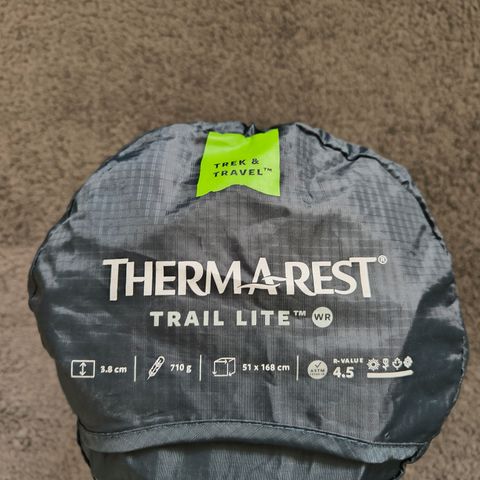 TREK &
TRAVEL™
THERMAREST®
TRAIL LITE™ WR
3.8 cm 710 g 51 x 168 cm ASTM R-VALUE 4.5